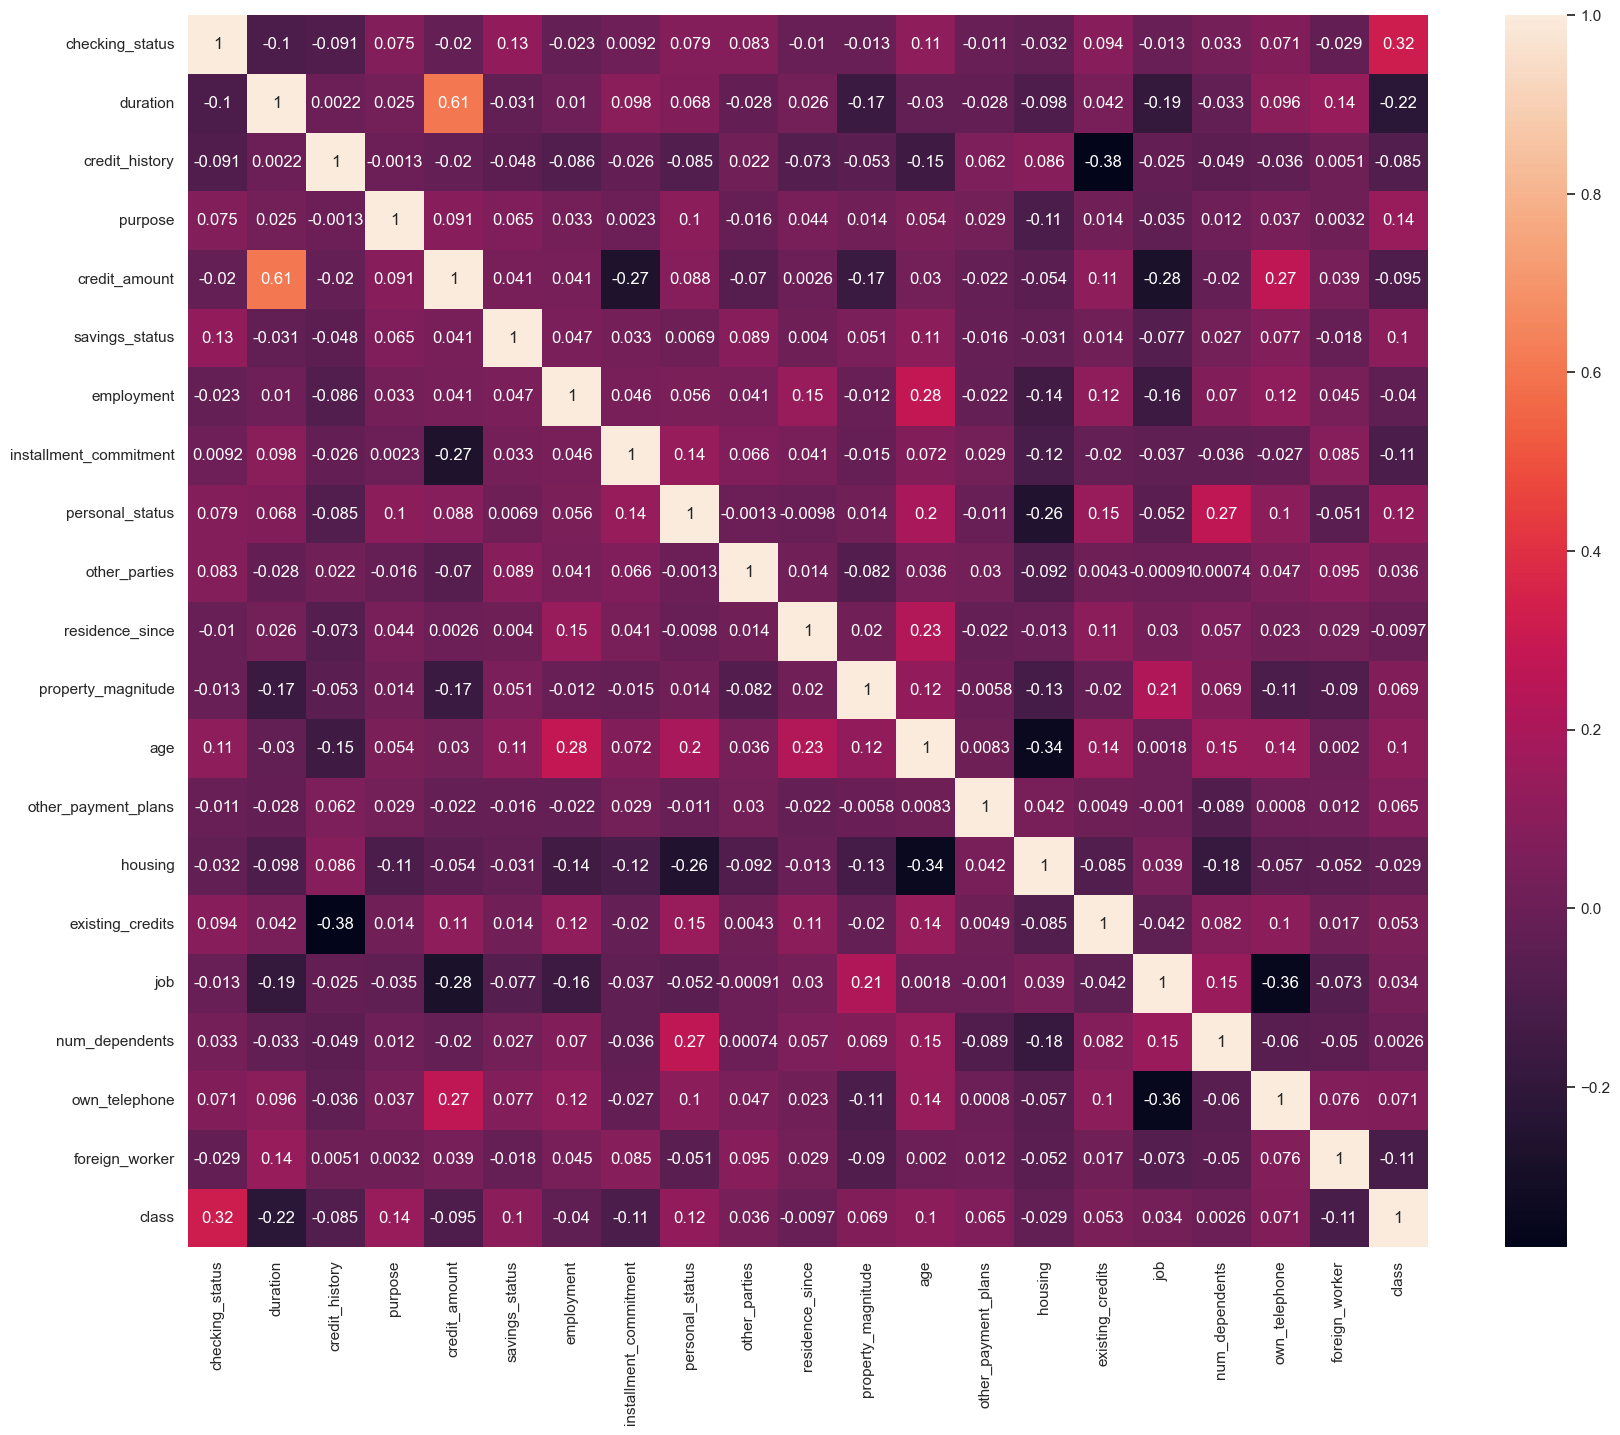 checking_status 1 -0.1 -0.091 0.075 -0.02 0.13 -0.023 0.0092 0.079 0.083 -0.01 -0.013 0.11 -0.011 -0.032 0.094 -0.013 0.033 0.071 -0.029 0.32
duration -0.1 1 0.0022 0.025 0.61 -0.031 0.01 0.098 0.068 -0.028 0.026 -0.17 -0.03 -0.028 -0.098 0.042 -0.19 -0.033 0.096 0.14 -0.22
credit_history -0.091 0.0022 1 -0.0013 -0.02 -0.048 -0.086 -0.026 -0.085 0.022 -0.073 -0.053 -0.15 0.062 0.086 -0.38 -0.025 -0.049 -0.036 0.0051 -0.085
purpose 0.075 0.025 -0.0013 1 0.091 0.065 0.033 0.0023 0.1 -0.016 0.044 0.014 0.054 0.029 -0.11 0.014 -0.035 0.012 0.037 0.0032 0.14
credit_amount -0.02 0.61 -0.02 0.091 1 0.041 0.041 -0.27 0.088 -0.07 0.0026 -0.17 0.03 -0.022 -0.054 0.11 -0.28 -0.02 0.27 0.039 -0.095
savings_status 0.13 -0.031 -0.048 0.065 0.041 1 0.047 0.033 0.0069 0.089 0.004 0.051 0.11 -0.016 -0.031 0.014 -0.077 0.027 0.077 -0.018 0.1
employment -0.023 0.01 -0.086 0.033 0.041 0.047 1 0.046 0.056 0.041 0.15 -0.012 0.28 -0.022 -0.14 0.12 -0.16 0.07 0.12 0.045 -0.04
installment_commitment 0.0092 0.098 -0.026 0.0023 -0.27 0.033 0.046 1 0.14 0.066 0.041 -0.015 0.072 0.029 -0.12 -0.02 -0.037 -0.036 -0.027 0.085 -0.11
personal_status 0.079 0.068 -0.085 0.1 0.088 0.0069 0.056 0.14 1 -0.0013 -0.0098 0.014 0.2 -0.011 -0.26 0.15 -0.052 0.27 0.1 -0.051 0.12
other_parties 0.083 -0.028 0.022 -0.016 -0.07 0.089 0.041 0.066 -0.0013 1 0.014 -0.082 0.036 0.03 -0.092 0.0043 -0.00091 0.00074 0.047 0.095 0.036
residence_since -0.01 0.026 -0.073 0.044 0.0026 0.004 0.15 0.041 -0.0098 0.014 1 0.02 0.23 -0.022 -0.013 0.11 0.03 0.057 0.023 0.029 -0.0097
property_magnitude -0.013 -0.17 -0.053 0.014 -0.17 0.051 -0.012 -0.015 0.014 -0.082 0.02 1 0.12 -0.0058 -0.13 -0.02 0.21 0.069 -0.11 -0.09 0.069
age 0.11 -0.03 -0.15 0.054 0.03 0.11 0.28 0.072 0.2 0.036 0.23 0.12 1 0.0083 -0.34 0.14 0.0018 0.15 0.14 0.002 0.1
other_payment_plans -0.011 -0.028 0.062 0.029 -0.022 -0.016 -0.022 0.029 -0.011 0.03 -0.022 -0.0058 0.0083 1 0.042 0.0049 -0.001 -0.089 0.0008 0.012 0.065
housing -0.032 -0.098 0.086 -0.11 -0.054 -0.031 -0.14 -0.12 -0.26 -0.092 -0.013 -0.13 -0.34 0.042 1 -0.085 0.039 -0.18 -0.057 -0.052 -0.029
existing_credits 0.094 0.042 -0.38 0.014 0.11 0.014 0.12 -0.02 0.15 0.0043 0.11 -0.02 0.14 0.0049 -0.085 1 -0.042 0.082 0.1 0.017 0.053
job -0.013 -0.19 -0.025 -0.035 -0.28 -0.077 -0.16 -0.037 -0.052 -0.00091 0.03 0.21 0.0018 -0.001 0.039 -0.042 1 0.15 -0.36 -0.073 0.034
num_dependents 0.033 -0.033 -0.049 0.012 -0.02 0.027 0.07 -0.036 0.27 0.00074 0.057 0.069 0.15 -0.089 -0.18 0.082 0.15 1 -0.06 -0.05 0.0026
own_telephone 0.071 0.096 -0.036 0.037 0.27 0.077 0.12 -0.027 0.1 0.047 0.023 -0.11 0.14 0.0008 -0.057 0.1 -0.36 -0.06 1 0.076 0.071
foreign_worker -0.029 0.14 0.0051 0.0032 0.039 -0.018 0.045 0.085 -0.051 0.095 0.029 -0.09 0.002 0.012 -0.052 0.017 -0.073 -0.05 0.076 1 -0.11
class 0.32 -0.22 -0.085 0.14 -0.095 0.1 -0.04 -0.11 0.12 0.036 -0.0097 0.069 0.1 0.065 -0.029 0.053 0.034 0.0026 0.071 -0.11 1
checking_status
duration
credit_history
purpose
credit_amount
savings_status
employment
installment_commitment
personal_status
other_parties
residence_since
property_magnitude
age
other_payment_plans
housing
existing_credits
job
num_dependents
own_telephone
foreign_worker
class
1.0
0.8
0.6
0.4
0.2
0.0
−0.2